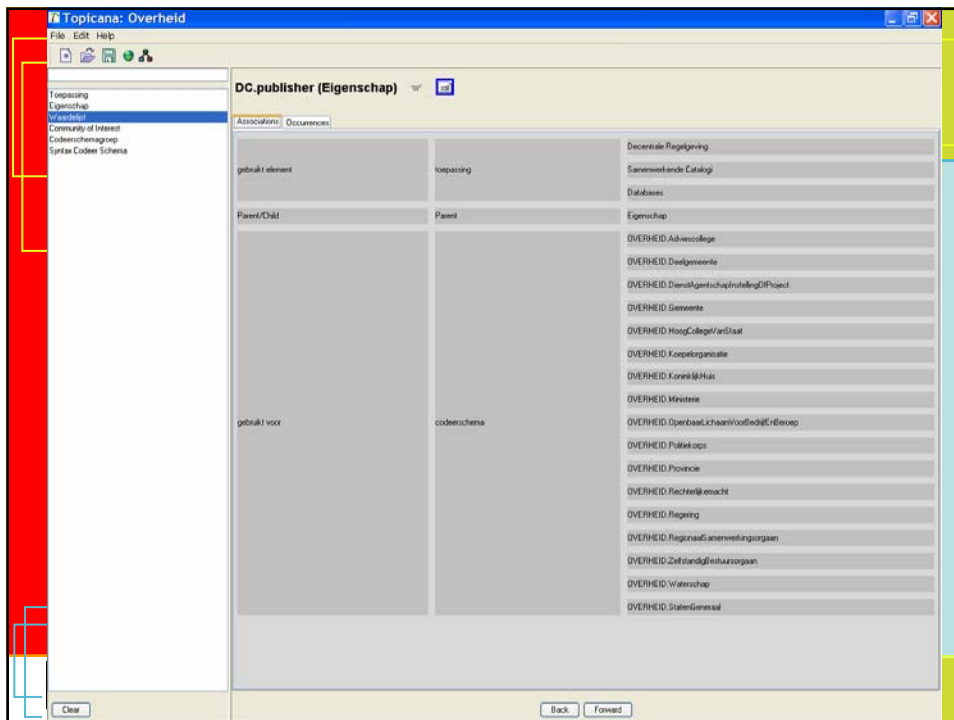 Topicana: Overheid
File Edit Help
Toepassing
Eigenschap
Waardelijst
Community of Interest
Codeerschemagroep
Syntax Codeer Schema
Clear
DC.publisher (Eigenschap)
Associations Occurrences
gebruikt element
toepassing
Decentrale Regelgeving
Samenwerkende Catalogi
Databases
Parent/Child
Parent
Eigenschap
gebruikt voor
codeerschema
OVERHEID.Adviescollege
OVERHEID.Deelgemeente
OVERHEID.DienstAgentschapInstellingOfProject
OVERHEID.Gemeente
OVERHEID.HoogCollegeVanStaat
OVERHEID.Koepelorganisatie
OVERHEID.KoninklijkHuis
OVERHEID.Ministerie
OVERHEID.OpenbaarLichaamVoorBedrijfEnBeroep
OVERHEID.Politiekorps
OVERHEID.Provincie
OVERHEID.Rechterlijkemacht
OVERHEID.Regering
OVERHEID.RegionaalSamenwerkingsorgaan
OVERHEID.ZelfstandigBestuursorgaan
OVERHEID.Waterschap
OVERHEID.StatenGeneraal
Back Forward